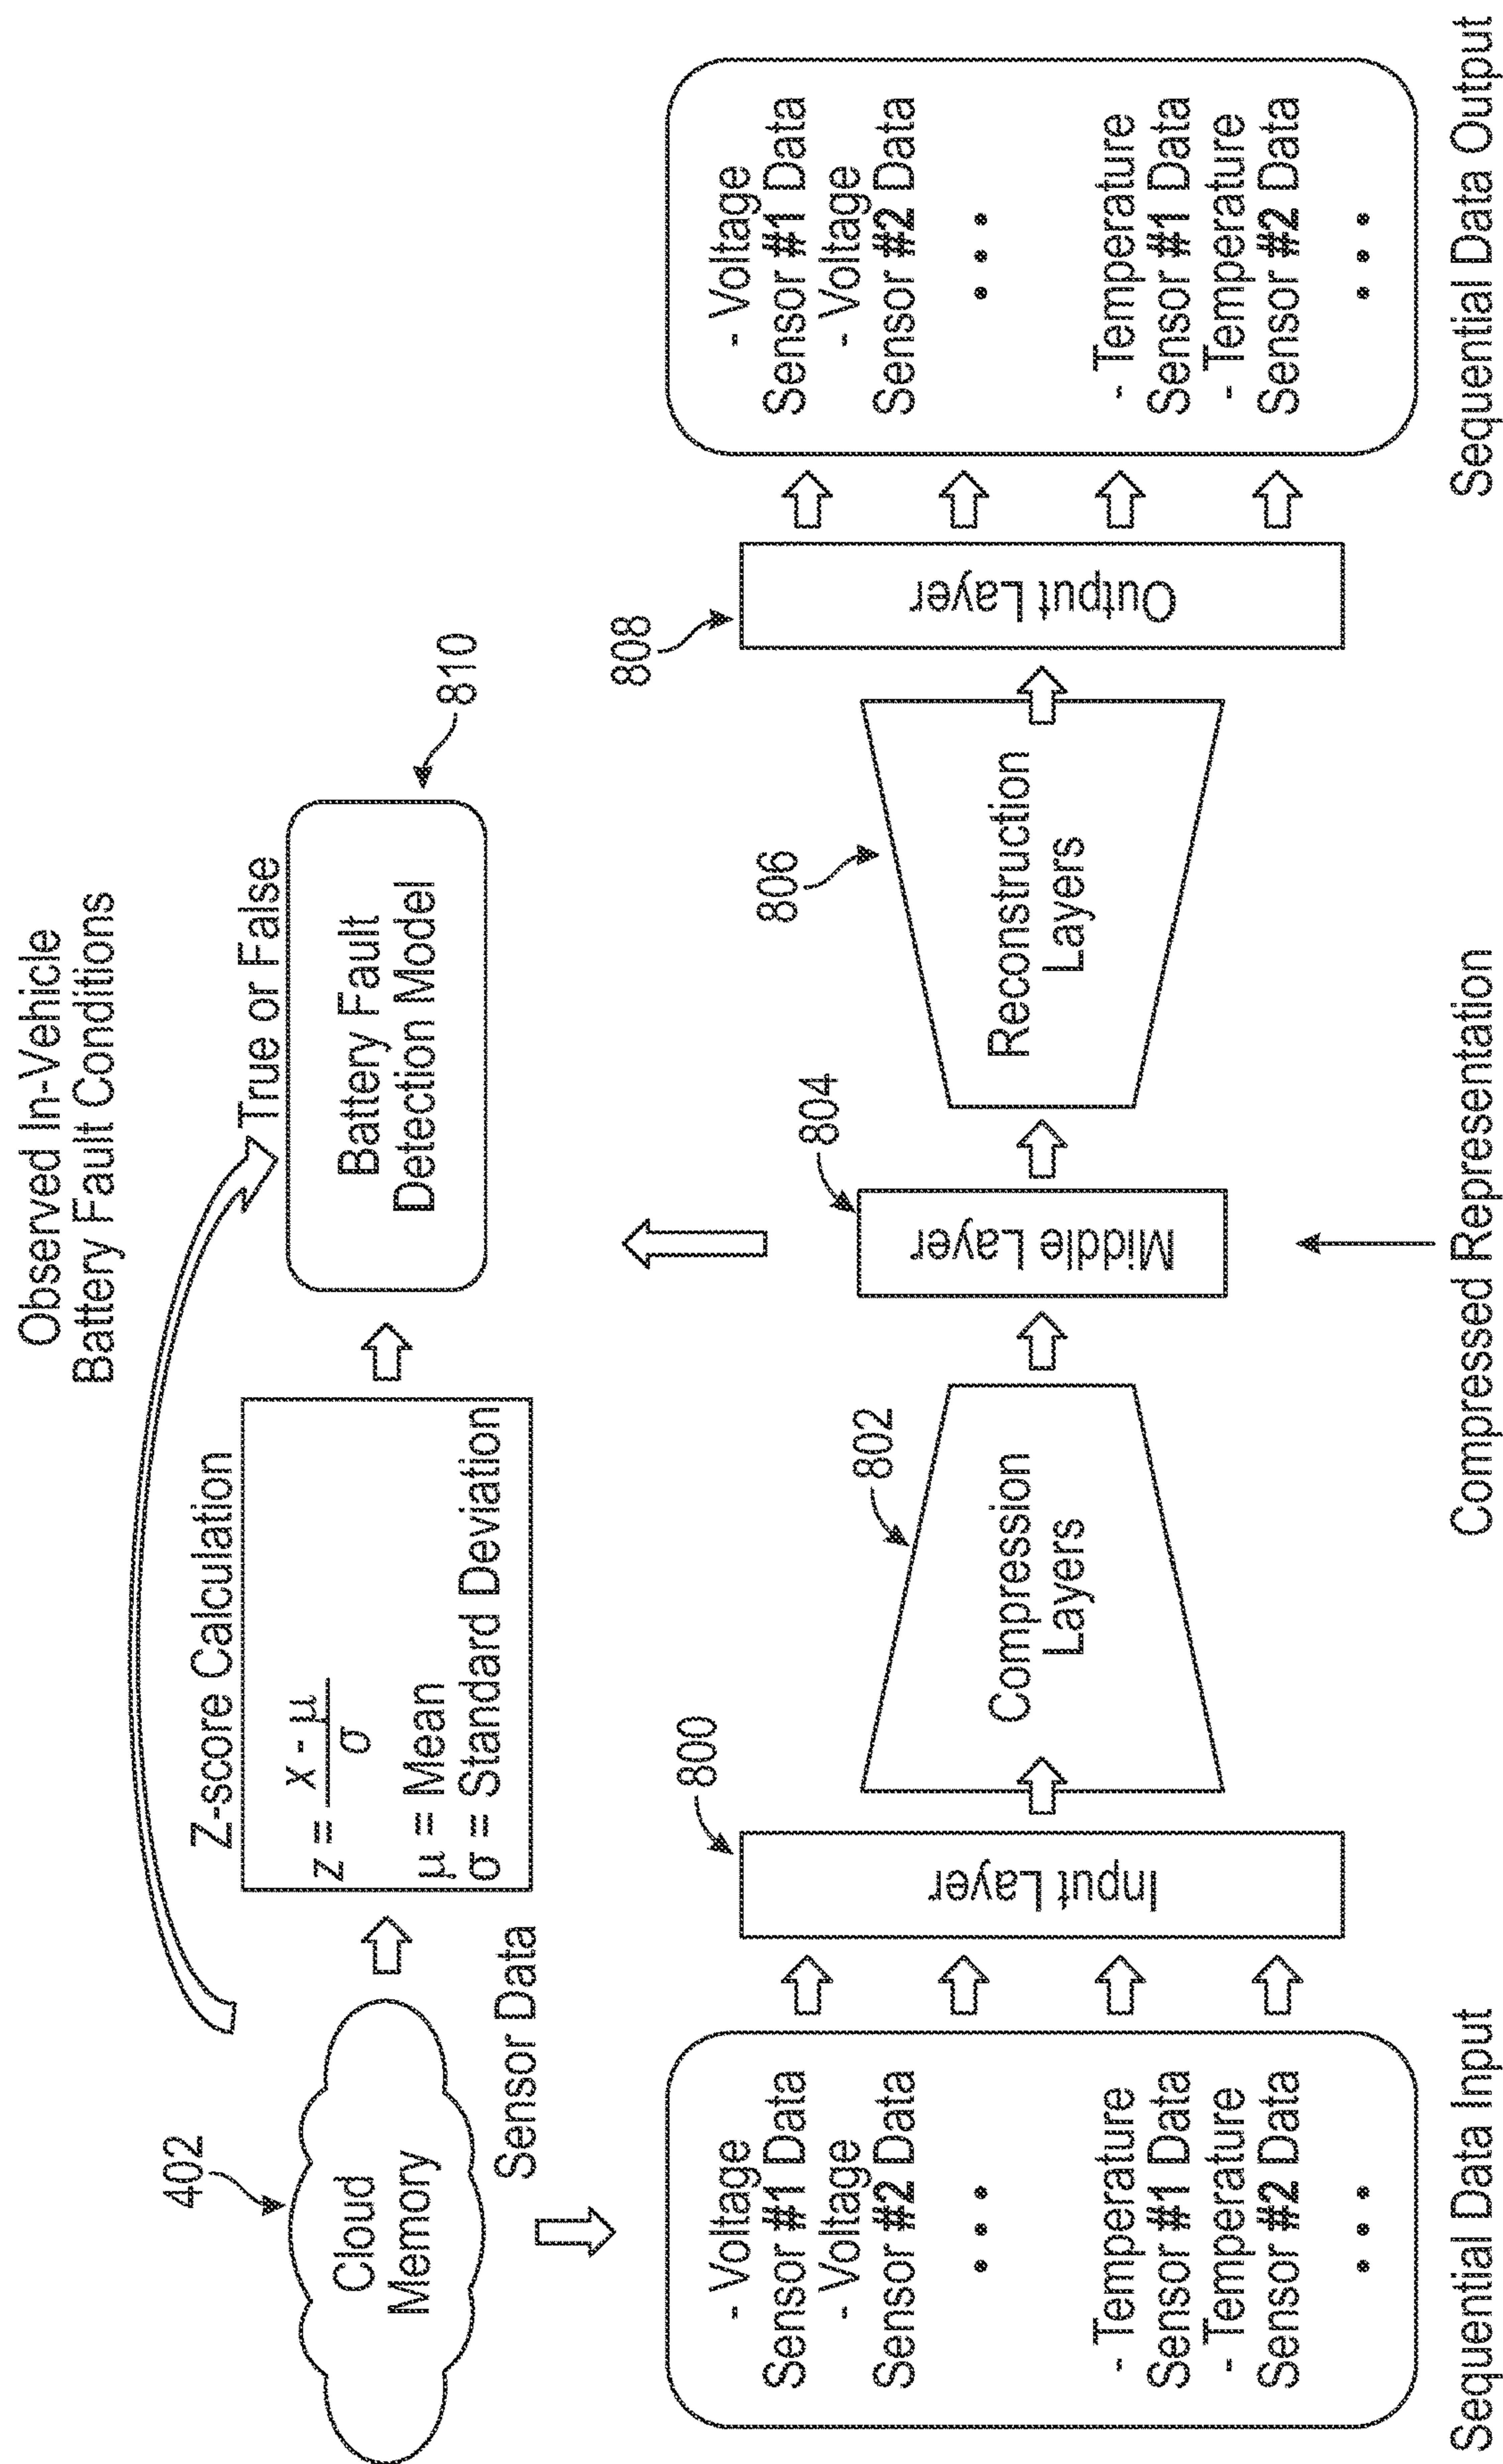 Observed In-Vehicle
Battery Fault Conditions
402
Cloud
Memory
Sensor Data
Z-score Calculation
z = x - μ
σ
μ = Mean
σ = Standard Deviation
True or False
Battery Fault
Detection Model
810
- Voltage
Sensor #1 Data
- Voltage
Sensor #2 Data
• • •
- Temperature
Sensor #1 Data
- Temperature
Sensor #2 Data
• • •
Sequential Data Input
800
Input Layer
802
Compression
Layers
804
Middle Layer
Compressed Representation
806
Reconstruction
Layers
808
Output Layer
- Voltage
Sensor #1 Data
- Voltage
Sensor #2 Data
• • •
- Temperature
Sensor #1 Data
- Temperature
Sensor #2 Data
• • •
Sequential Data Output